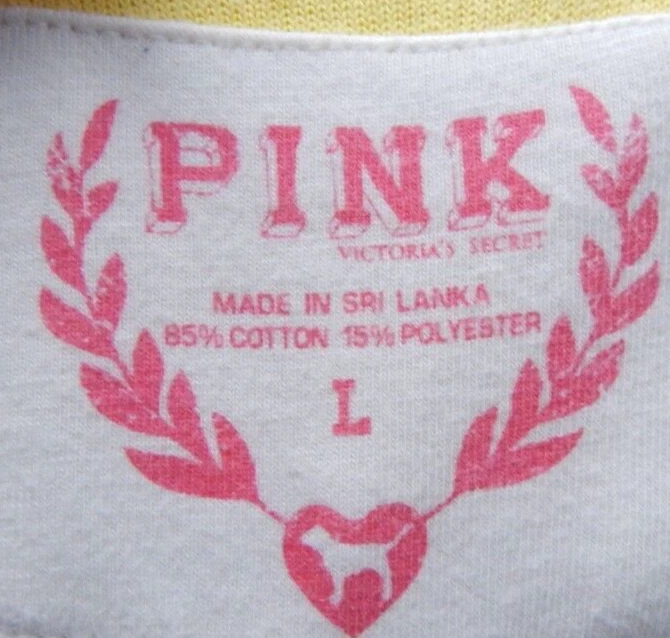 PINK
VICTORIA'S SECRET
MADE IN SRI LANKA
85% COTTON 15% POLYESTER
L